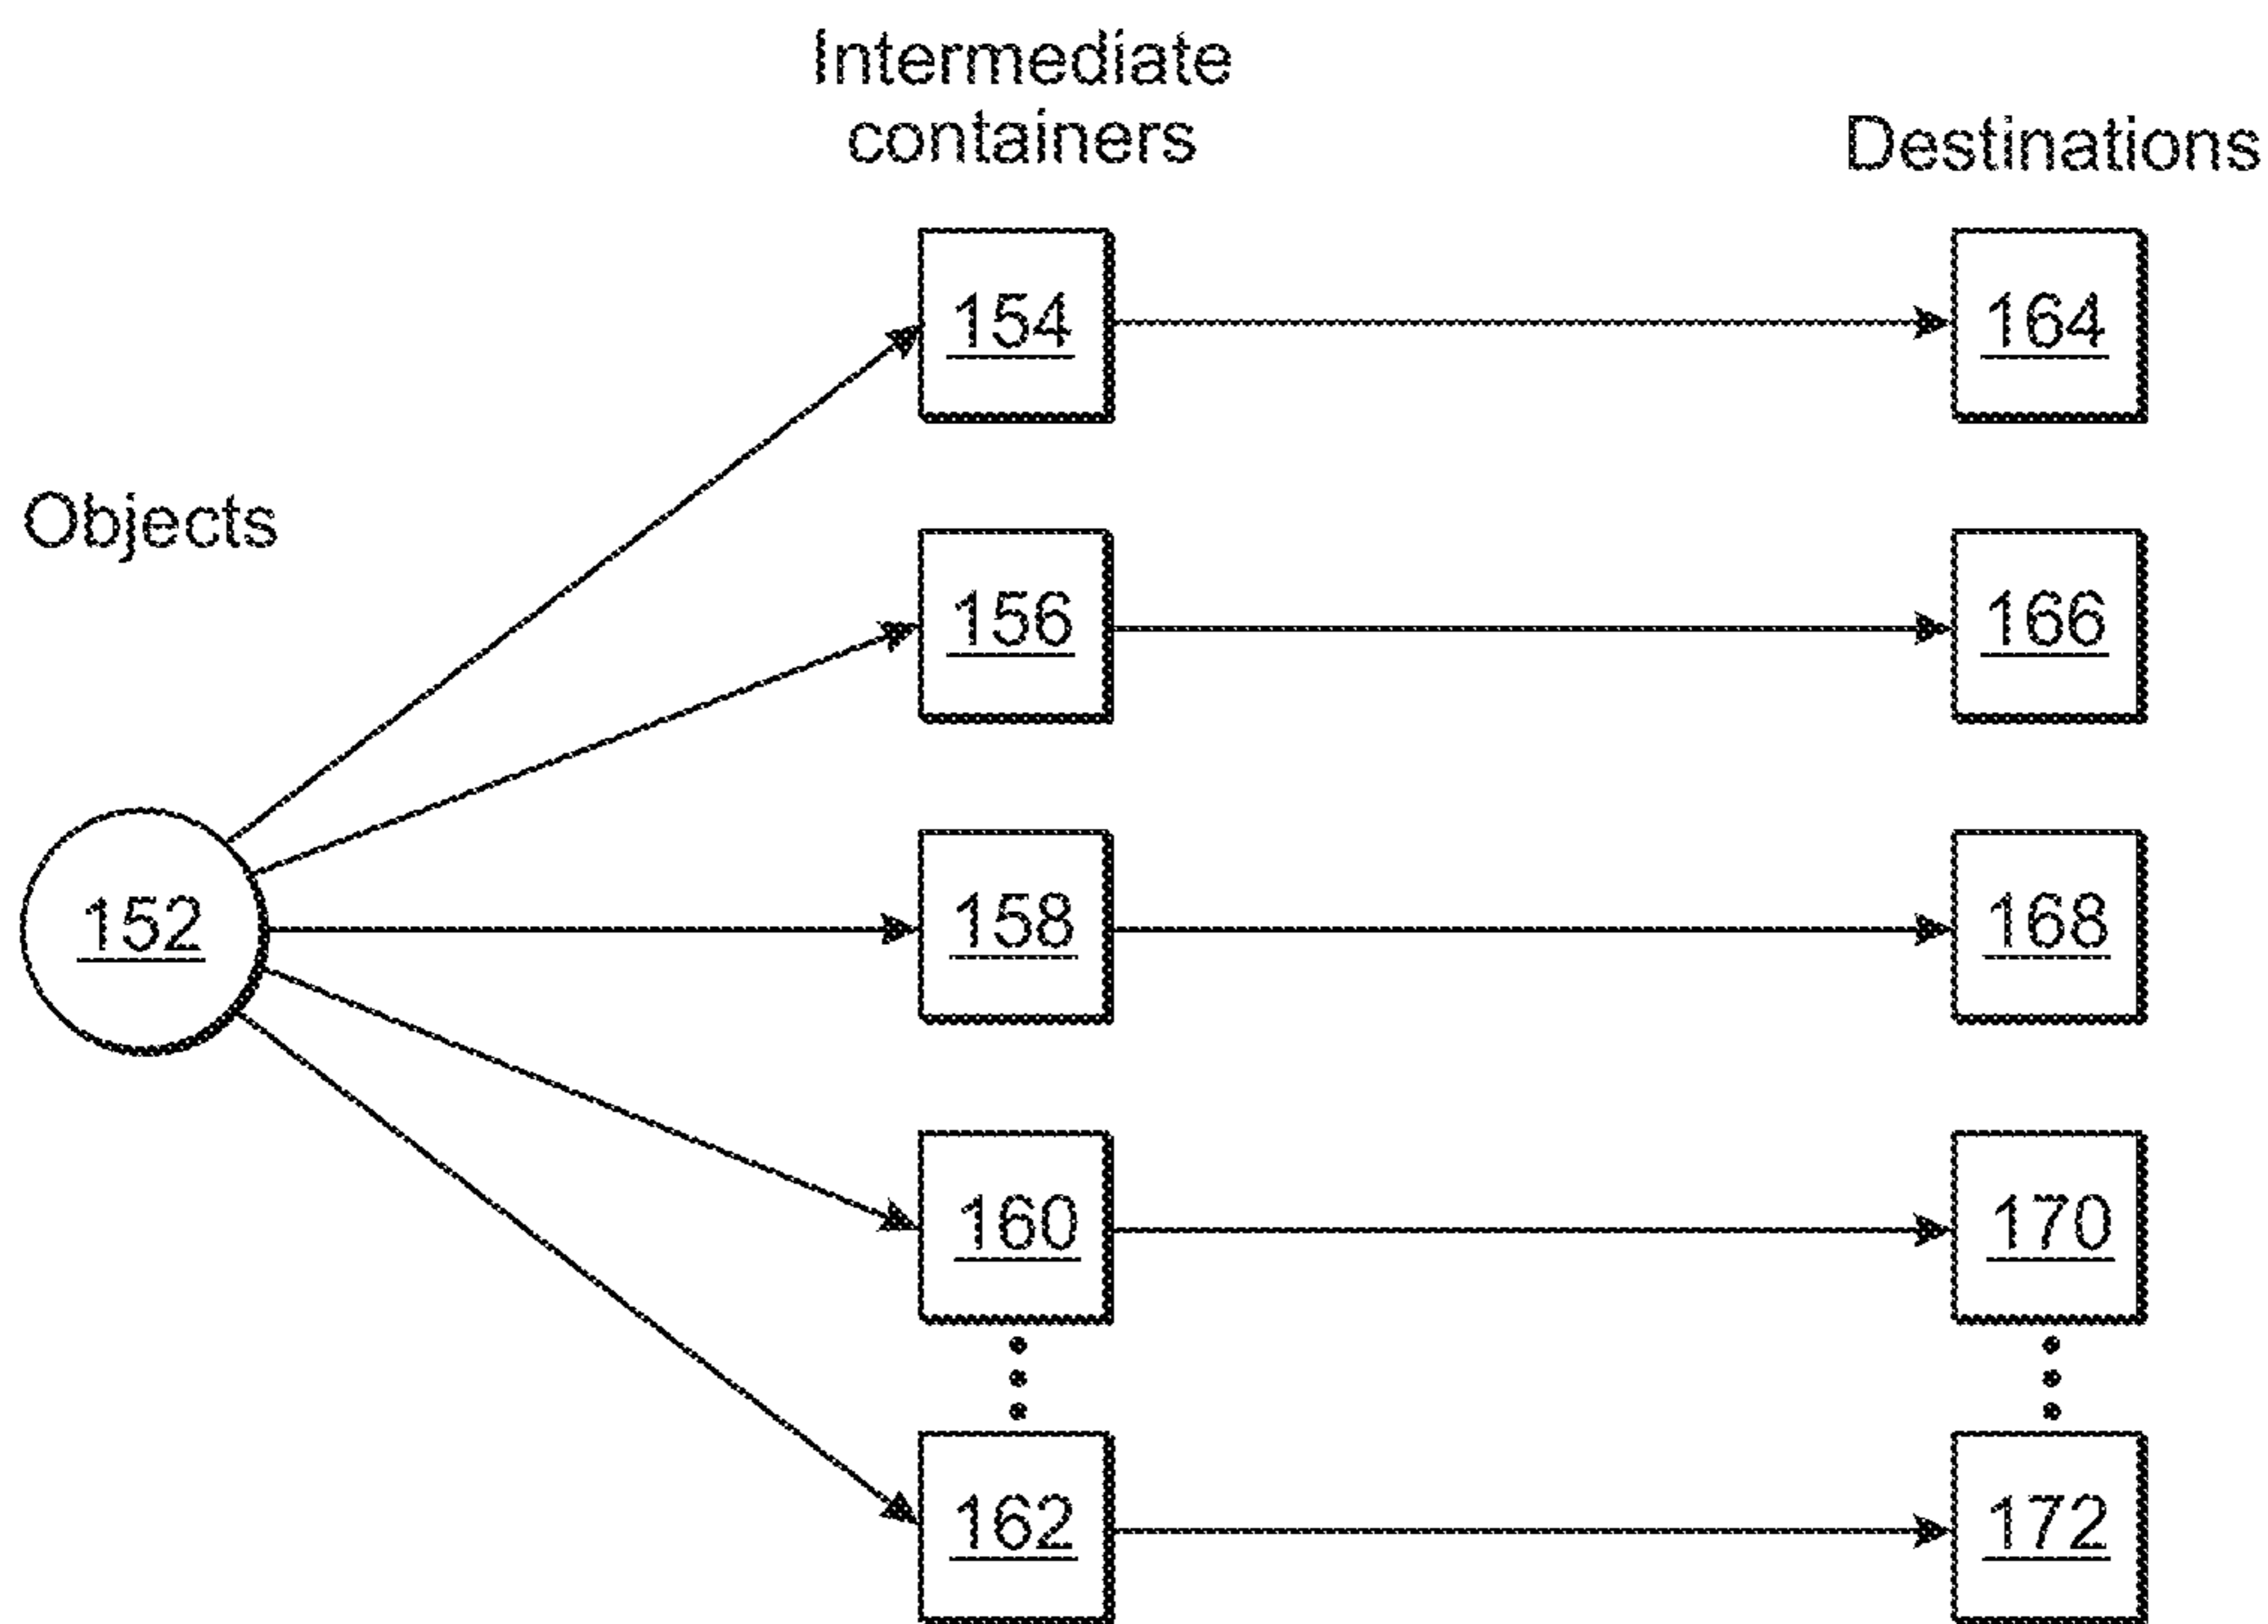 Intermediate
containers
Destinations
Objects
154
164
156
166
152
158
168
160
170
162
172